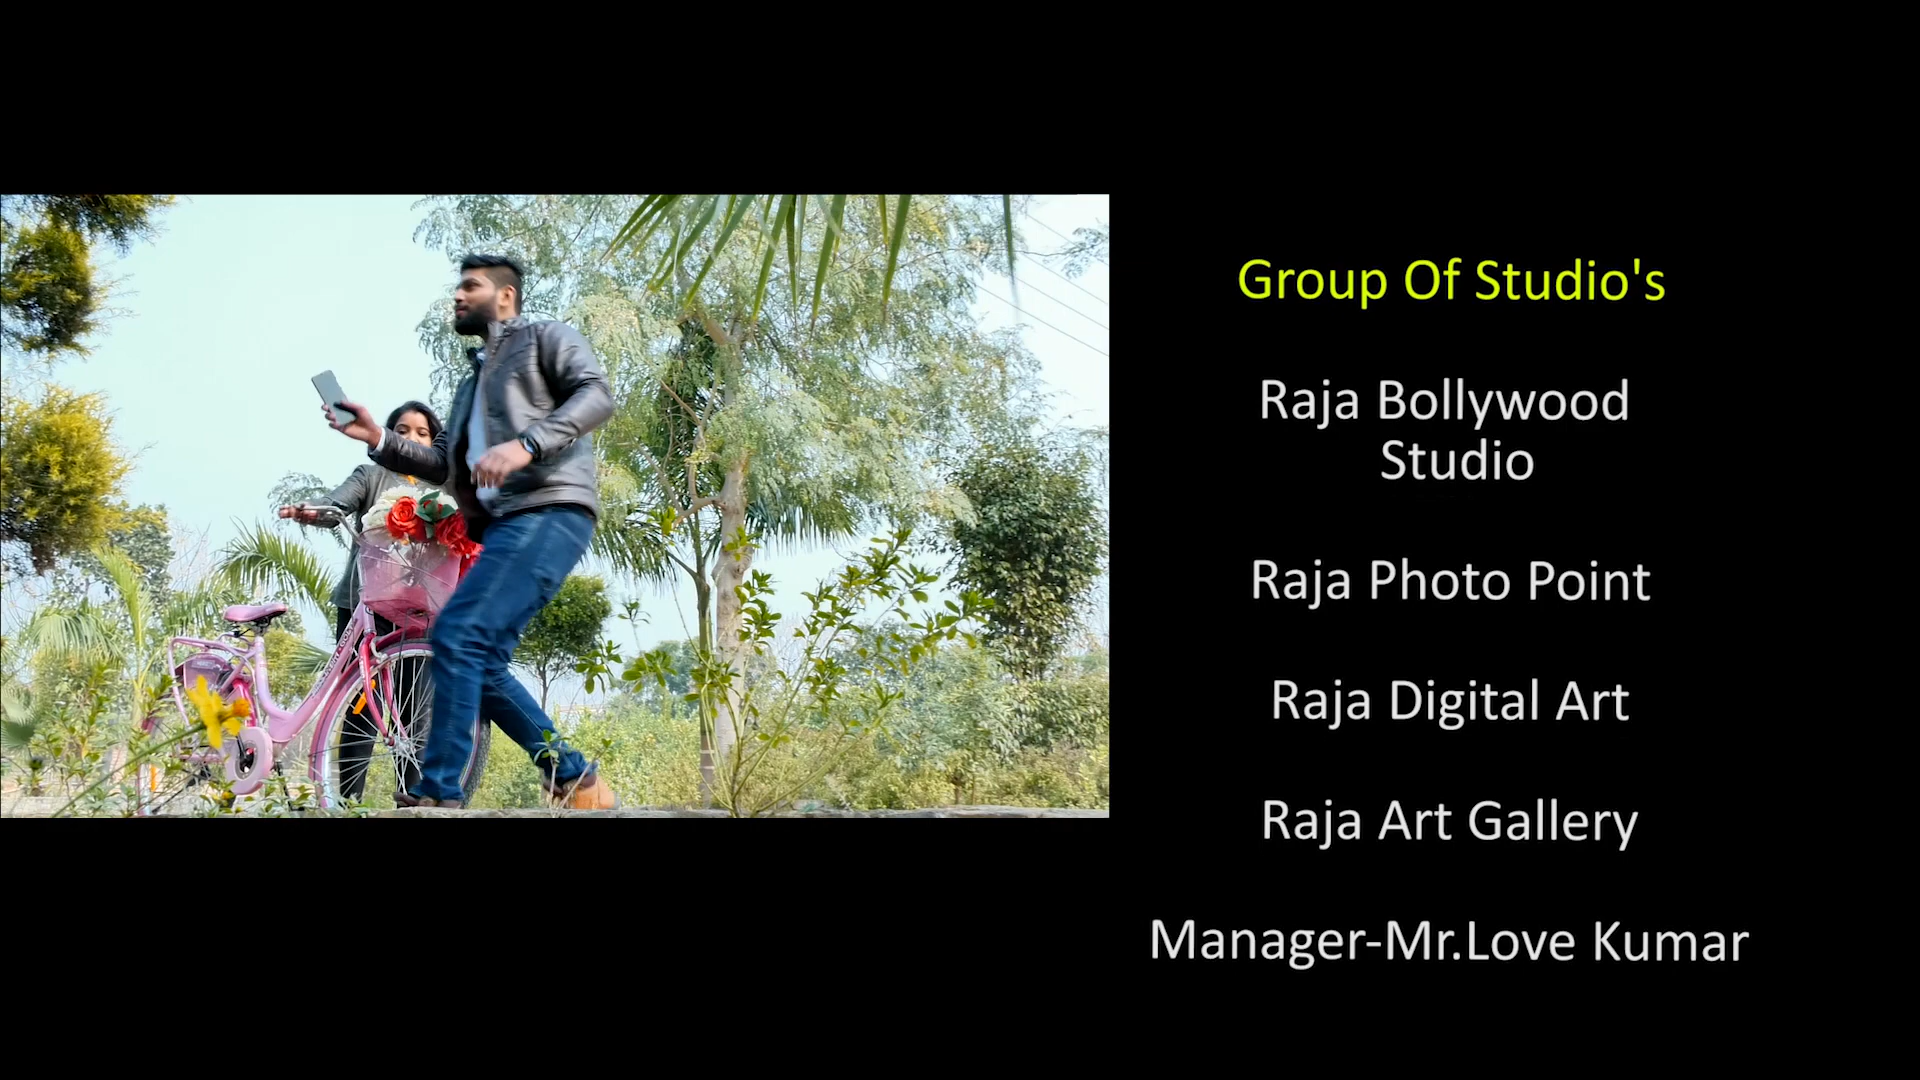 Group Of Studio's
Raja Bollywood
Studio
Raja Photo Point
Raja Digital Art
Raja Art Gallery
Manager-Mr.Love Kumar